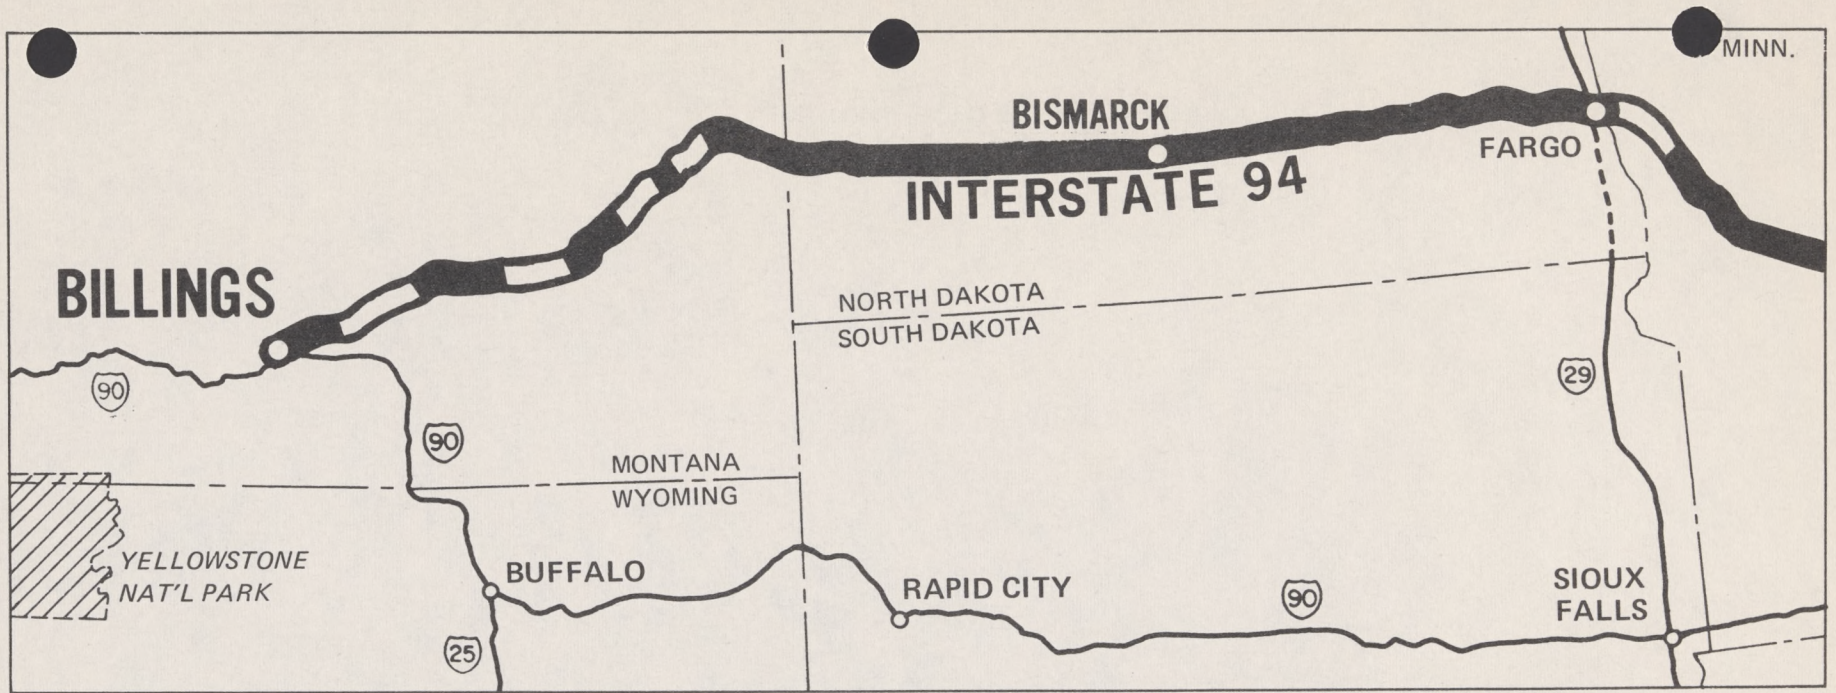 MINN.
BISMARCK
FARGO
INTERSTATE 94
BILLINGS
NORTH DAKOTA
SOUTH DAKOTA
90
29
90
MONTANA
WYOMING
YELLOWSTONE
NAT'L PARK
BUFFALO
RAPID CITY
90
SIOUX
FALLS
25